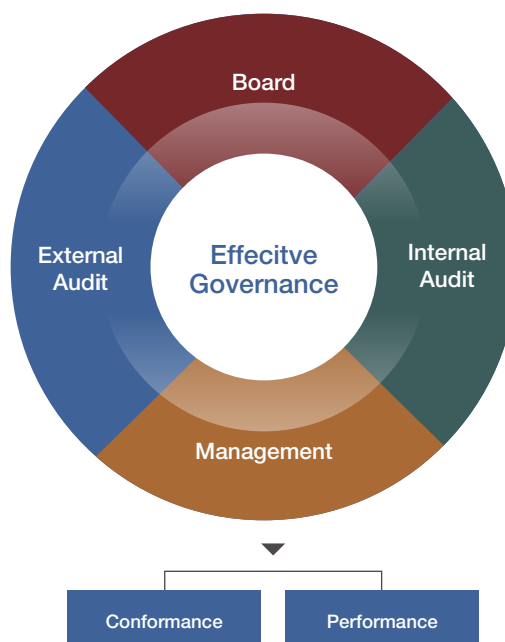 Board
External
Audit
Effecitve
Governance
Internal
Audit
Management
Conformance
Performance